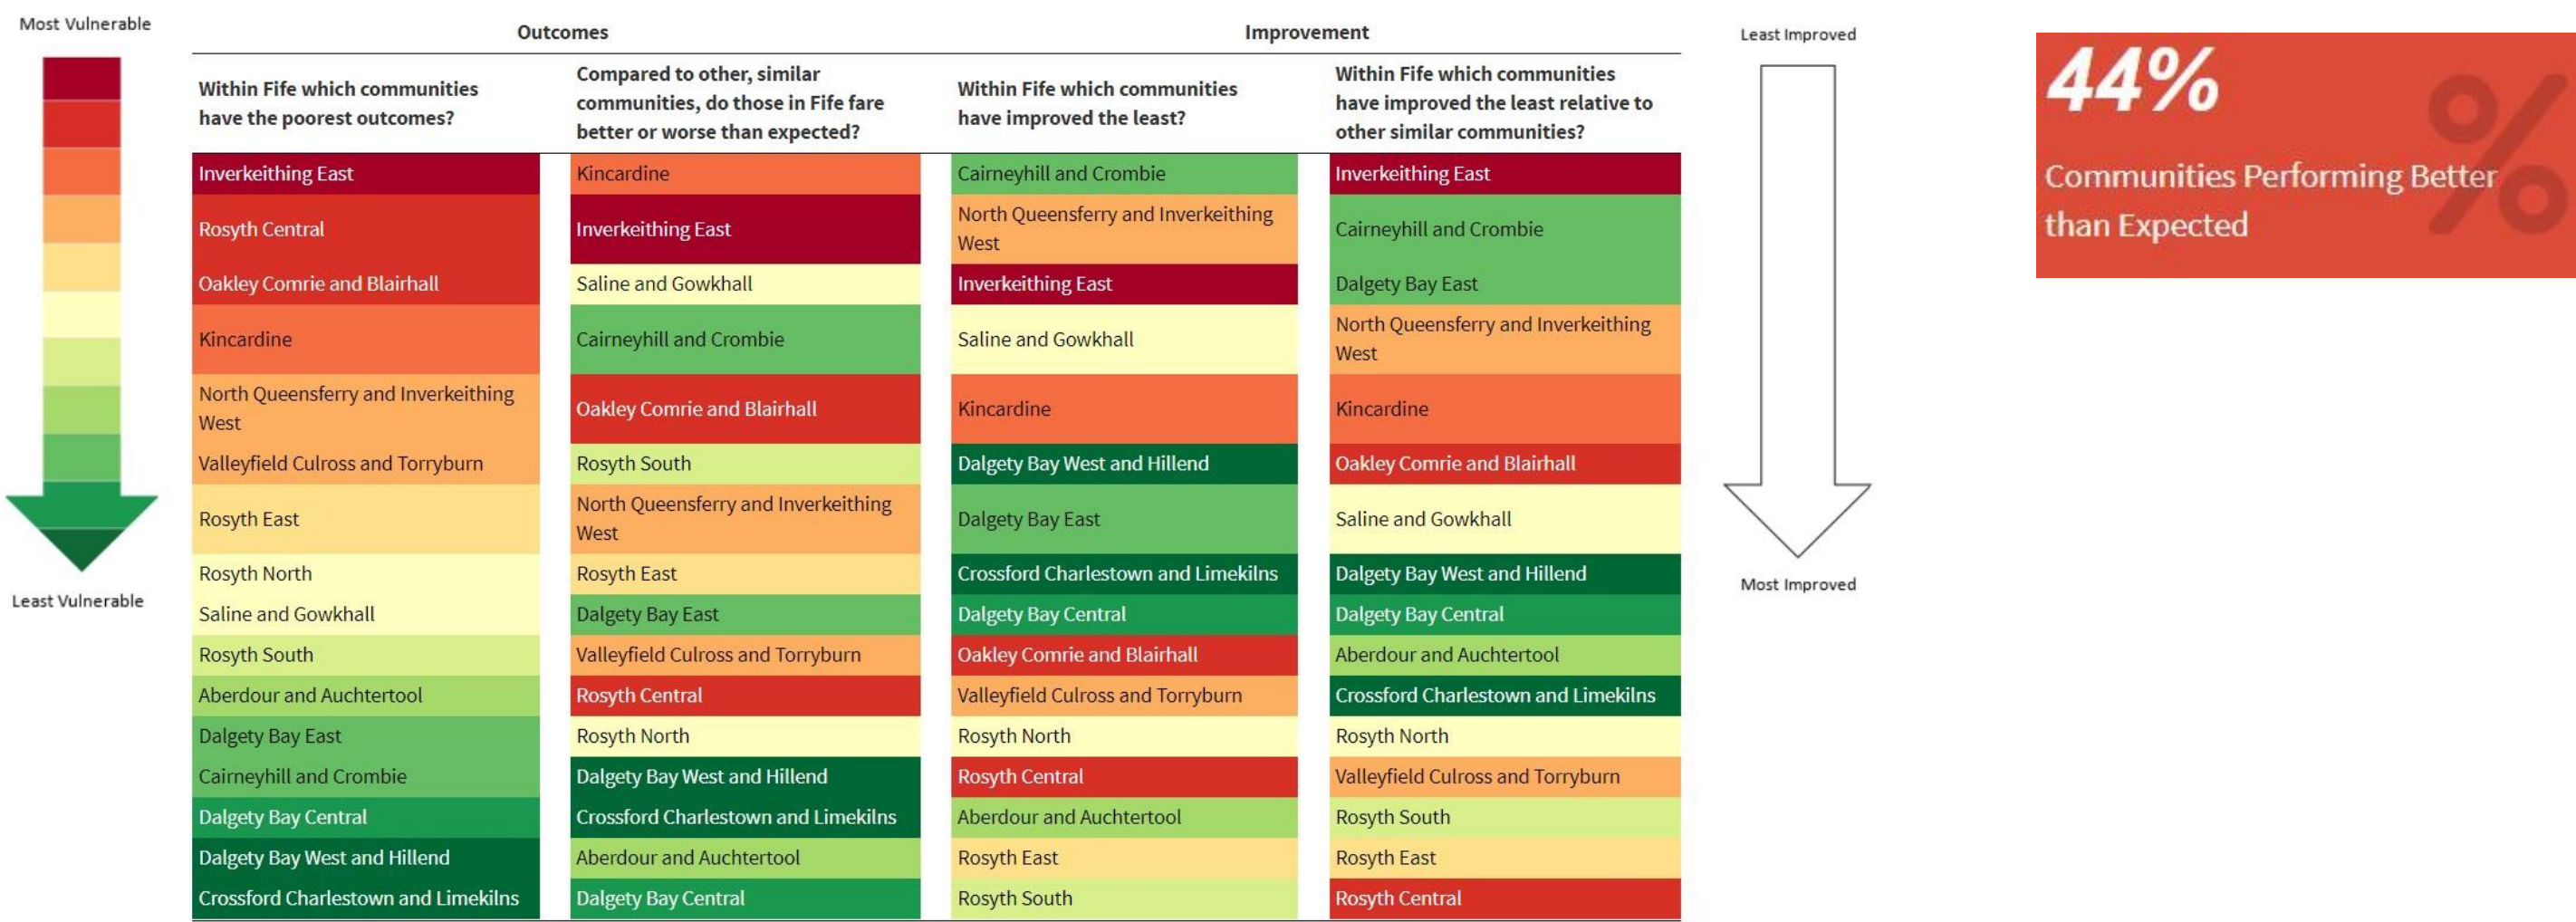 Most Vulnerable
Least Vulnerable
Outcomes
Improvement
Within Fife which communities
have the poorest outcomes?
Compared to other, similar
communities, do those in Fife fare
better or worse than expected?
Within Fife which communities
have improved the least?
Within Fife which communities
have improved the least relative to
other similar communities?
Inverkeithing East
Kincardine
Cairneyhill and Crombie
Inverkeithing East
Rosyth Central
Inverkeithing East
North Queensferry and Inverkeithing
West
Cairneyhill and Crombie
Oakley Comrie and Blairhall
Saline and Gowkhall
Inverkeithing East
Dalgety Bay East
Kincardine
Cairneyhill and Crombie
Saline and Gowkhall
North Queensferry and Inverkeithing
West
North Queensferry and Inverkeithing
West
Oakley Comrie and Blairhall
Kincardine
Kincardine
Valleyfield Culross and Torryburn
Rosyth South
Dalgety Bay West and Hillend
Oakley Comrie and Blairhall
Rosyth East
North Queensferry and Inverkeithing
West
Dalgety Bay East
Saline and Gowkhall
Rosyth North
Rosyth East
Crossford Charlestown and Limekilns
Dalgety Bay West and Hillend
Saline and Gowkhall
Dalgety Bay East
Dalgety Bay Central
Dalgety Bay Central
Rosyth South
Valleyfield Culross and Torryburn
Oakley Comrie and Blairhall
Aberdour and Auchtertool
Aberdour and Auchtertool
Rosyth Central
Valleyfield Culross and Torryburn
Crossford Charlestown and Limekilns
Dalgety Bay East
Rosyth North
Rosyth North
Rosyth North
Cairneyhill and Crombie
Dalgety Bay West and Hillend
Rosyth Central
Valleyfield Culross and Torryburn
Dalgety Bay Central
Crossford Charlestown and Limekilns
Aberdour and Auchtertool
Rosyth South
Dalgety Bay West and Hillend
Aberdour and Auchtertool
Rosyth East
Rosyth East
Crossford Charlestown and Limekilns
Dalgety Bay Central
Rosyth South
Rosyth Central
Least Improved
Most Improved
44%
%
Communities Performing Better
than Expected